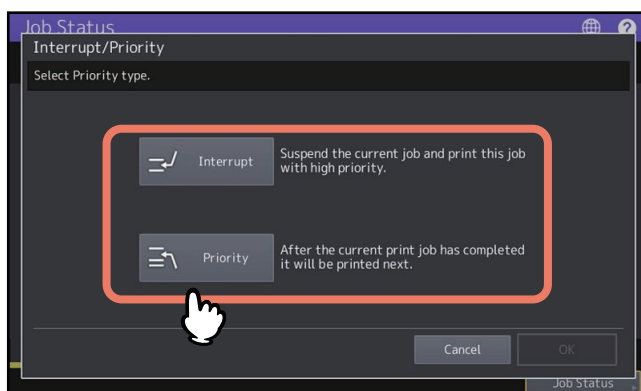 Job Status
Interrupt/Priority
Select Priority type.
Interrupt
Suspend the current job and print this job
with high priority.
Priority
After the current print job has completed
it will be printed next.
Cancel
OK
Job Status